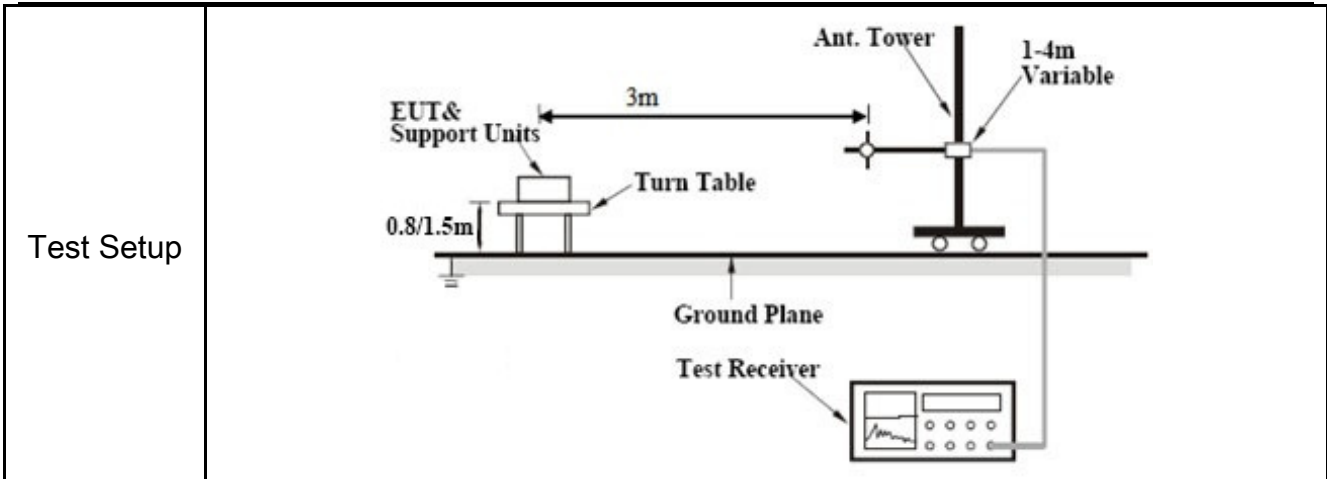 Test Setup
Ant. Tower
1-4m
Variable
3m
EUT&
Support Units
Turn Table
0.8/1.5m
Ground Plane
Test Receiver